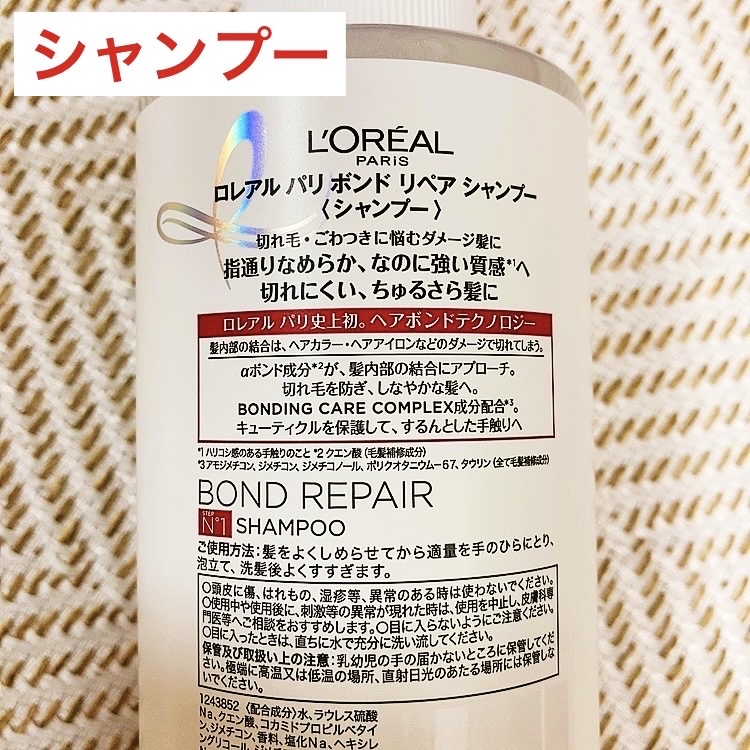 シャンプー
L'ORÉAL
PARIS
ロレアル パリ ボンド リペア シャンプー
〈シャンプー〉
切れ毛・ごわつきに悩むダメージ髪に
指通りなめらか、なのに強い質感*1へ
切れにくい、ちゅるさら髪に
ロレアル パリ史上初。ヘアボンドテクノロジー
髪内部の結合は、ヘアカラー・ヘアアイロンなどのダメージで切れてしまう。
αボンド成分*2が、髪内部の結合にアプローチ。
切れ毛を防ぎ、しなやかな髪へ。
BONDING CARE COMPLEX成分配合*3。
キューティクルを保護して、するんとした手触りへ
*1 ハリコシ感のある手触りのこと *2 クエン酸（毛髪補修成分）
*3 アモジメチコン、ジメチコン、ジメチコノール、ポリクオタニウム－67、タウリン（全て毛髪補修成分）
BOND REPAIR
STEP
N°1 SHAMPOO
ご使用方法：髪をよくしめらせてから適量を手のひらにとり、
泡立て、洗髪後よくすすぎます。
○頭皮に傷、はれもの、湿疹等、異常のある時は使わないでください。
○使用中や使用後に、刺激等の異常が現れた時は、使用を中止し、皮膚科専
門医等へご相談をおすすめします。○目に入らないようにご注意ください。
○目に入ったときは、直ちに水で充分に洗い流してください。
保管及び取扱い上の注意：乳幼児の手の届かないところに保管してくだ
さい。極端に高温又は低温の場所、直射日光のあたる場所には保管しな
いでください。
1243852 〈配合成分〉水、ラウレス硫酸
Na、クエン酸、コカミドプロピルベタイ
ン、ジメチコン、香料、塩化Na、ヘキシレ
ングリコール、